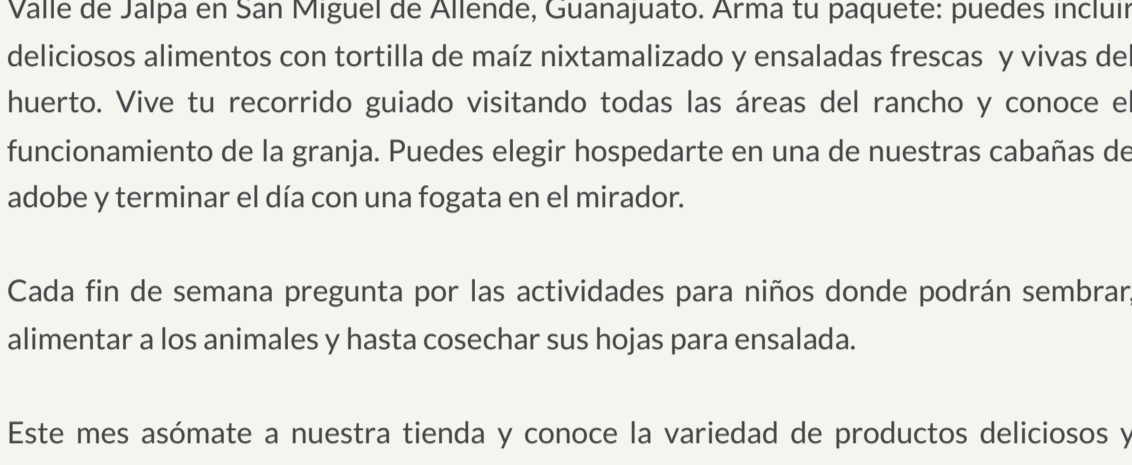 Valle de Jalpa en San Miguel de Allende, Guanajuato. Arma tu paquete: puedes incluir
deliciosos alimentos con tortilla de maíz nixtamalizado y ensaladas frescas  y vivas del
huerto. Vive tu recorrido guiado visitando todas las áreas del rancho y conoce el
funcionamiento de la granja. Puedes elegir hospedarte en una de nuestras cabañas de
adobe y terminar el día con una fogata en el mirador.
Cada fin de semana pregunta por las actividades para niños donde podrán sembrar,
alimentar a los animales y hasta cosechar sus hojas para ensalada.
Este mes asómate a nuestra tienda y conoce la variedad de productos deliciosos y